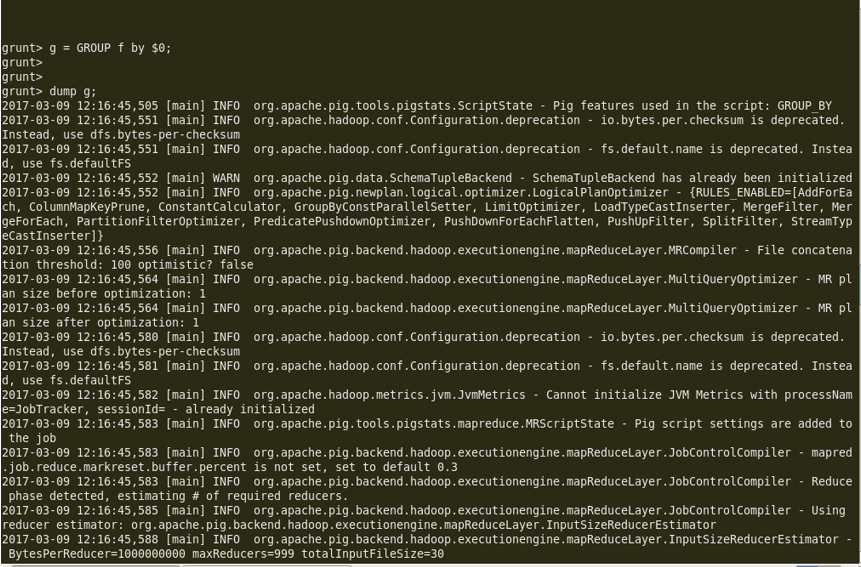 grunt> g = GROUP f by $0;
grunt>
grunt>
grunt> dump g;
2017-03-09 12:16:45,505 [main] INFO  org.apache.pig.tools.pigstats.ScriptState - Pig features used in the script: GROUP_BY
2017-03-09 12:16:45,551 [main] INFO  org.apache.hadoop.conf.Configuration.deprecation - io.bytes.per.checksum is deprecated.
Instead, use dfs.bytes-per-checksum
2017-03-09 12:16:45,551 [main] INFO  org.apache.hadoop.conf.Configuration.deprecation - fs.default.name is deprecated. Instea
d, use fs.defaultFS
2017-03-09 12:16:45,552 [main] WARN  org.apache.pig.data.SchemaTupleBackend - SchemaTupleBackend has already been initialized
2017-03-09 12:16:45,552 [main] INFO  org.apache.pig.newplan.logical.optimizer.LogicalPlanOptimizer - {RULES_ENABLED=[AddForEa
ch, ColumnMapKeyPrune, ConstantCalculator, GroupByConstParallelSetter, LimitOptimizer, LoadTypeCastInserter, MergeFilter, Mer
geForEach, PartitionFilterOptimizer, PredicatePushdownOptimizer, PushDownForEachFlatten, PushUpFilter, SplitFilter, StreamTyp
eCastInserter]}
2017-03-09 12:16:45,556 [main] INFO  org.apache.pig.backend.hadoop.executionengine.mapReduceLayer.MRCompiler - File concatena
tion threshold: 100 optimistic? false
2017-03-09 12:16:45,564 [main] INFO  org.apache.pig.backend.hadoop.executionengine.mapReduceLayer.MultiQueryOptimizer - MR pl
an size before optimization: 1
2017-03-09 12:16:45,564 [main] INFO  org.apache.pig.backend.hadoop.executionengine.mapReduceLayer.MultiQueryOptimizer - MR pl
an size after optimization: 1
2017-03-09 12:16:45,580 [main] INFO  org.apache.hadoop.conf.Configuration.deprecation - io.bytes.per.checksum is deprecated.
Instead, use dfs.bytes-per-checksum
2017-03-09 12:16:45,581 [main] INFO  org.apache.hadoop.conf.Configuration.deprecation - fs.default.name is deprecated. Instea
d, use fs.defaultFS
2017-03-09 12:16:45,582 [main] INFO  org.apache.hadoop.metrics.jvm.JvmMetrics - Cannot initialize JVM Metrics with processNam
e=JobTracker, sessionId= - already initialized
2017-03-09 12:16:45,583 [main] INFO  org.apache.pig.tools.pigstats.mapreduce.MRScriptState - Pig script settings are added to
 the job
2017-03-09 12:16:45,583 [main] INFO  org.apache.pig.backend.hadoop.executionengine.mapReduceLayer.JobControlCompiler - mapred
.job.reduce.markreset.buffer.percent is not set, set to default 0.3
2017-03-09 12:16:45,583 [main] INFO  org.apache.pig.backend.hadoop.executionengine.mapReduceLayer.JobControlCompiler - Reduce
 phase detected, estimating # of required reducers.
2017-03-09 12:16:45,585 [main] INFO  org.apache.pig.backend.hadoop.executionengine.mapReduceLayer.JobControlCompiler - Using
reducer estimator: org.apache.pig.backend.hadoop.executionengine.mapReduceLayer.InputSizeReducerEstimator
2017-03-09 12:16:45,588 [main] INFO  org.apache.pig.backend.hadoop.executionengine.mapReduceLayer.InputSizeReducerEstimator -
 BytesPerReducer=1000000000 maxReducers=999 totalInputFileSize=30